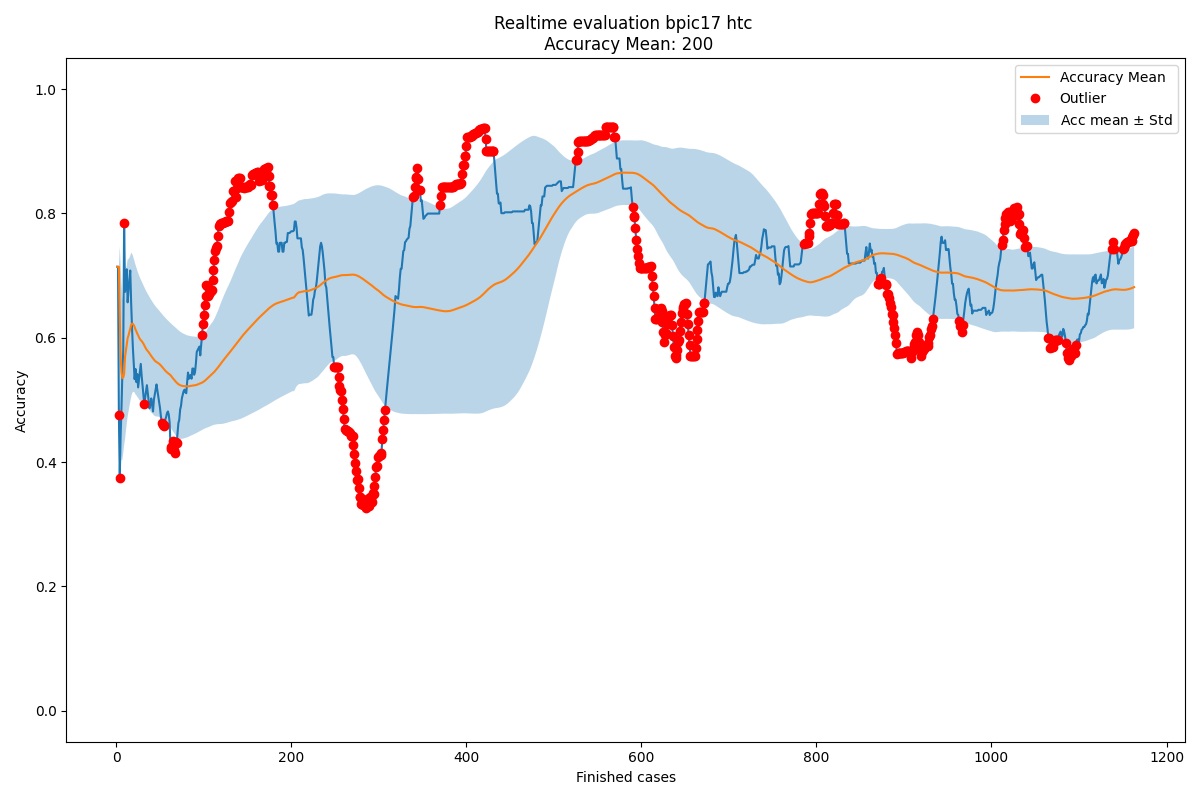 Realtime evaluation bpic17 htc
Accuracy Mean: 200
Accuracy Mean
Outlier
Acc mean ± Std
1.0
0.8
0.6
0.4
0.2
0.0
Accuracy
0
200
400
600
800
1000
1200
Finished cases